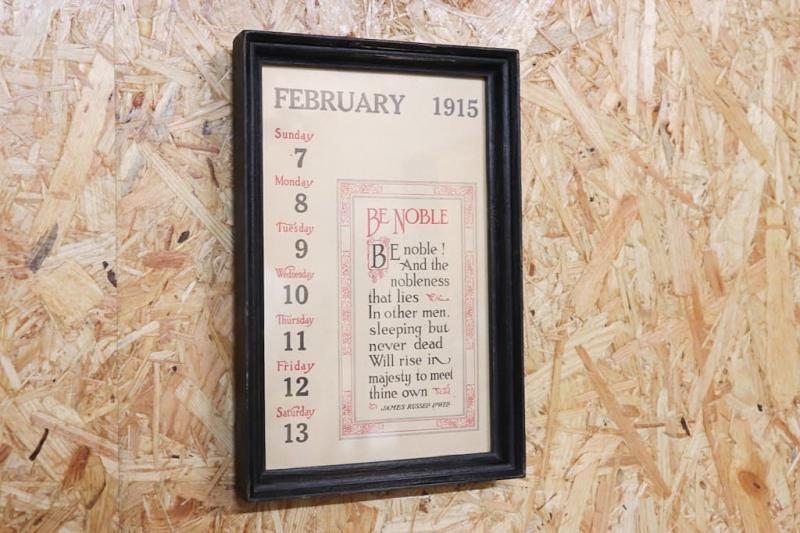 FEBRUARY 1915
Sunday
7
Monday
8
Tuesday
9
Wednesday
10
Thursday
11
Friday
12
Saturday
13
BE NOBLE
BE noble !
And the
nobleness
that lies
In other men,
sleeping but
never dead
Will rise in
majesty to meet
thine own
JAMES RUSSELL